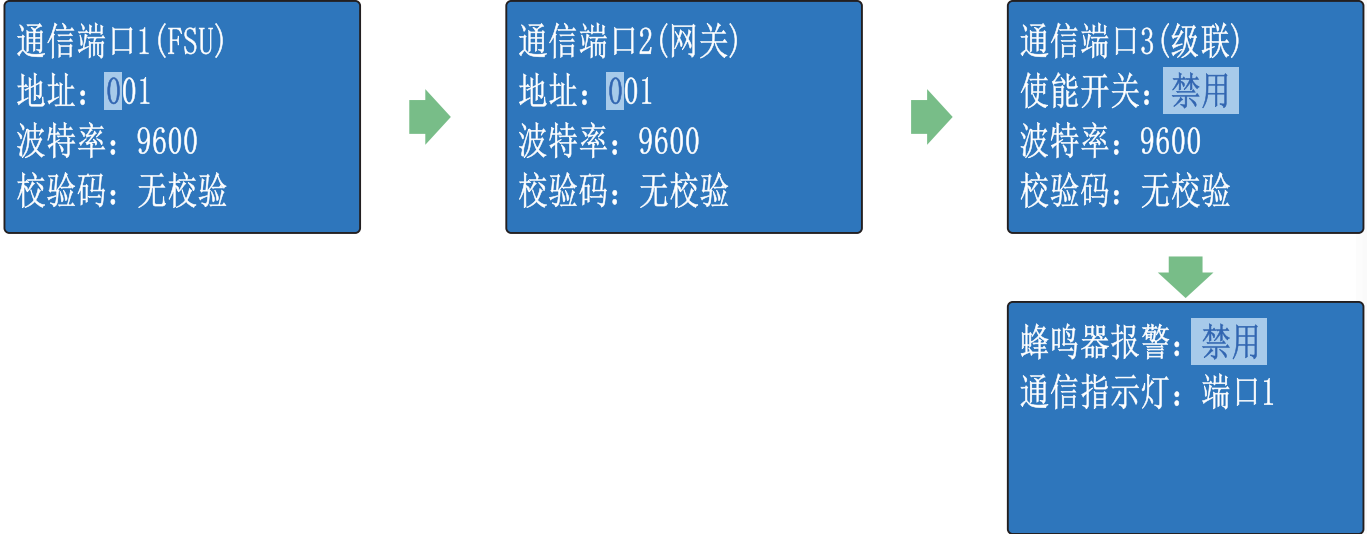 通信端口1(FSU)
地址：001
波特率：9600
校验码：无校验
通信端口2(网关)
地址：001
波特率：9600
校验码：无校验
通信端口3(级联)
使能开关：禁用
波特率：9600
校验码：无校验
蜂鸣器报警：禁用
通信指示灯：端口1